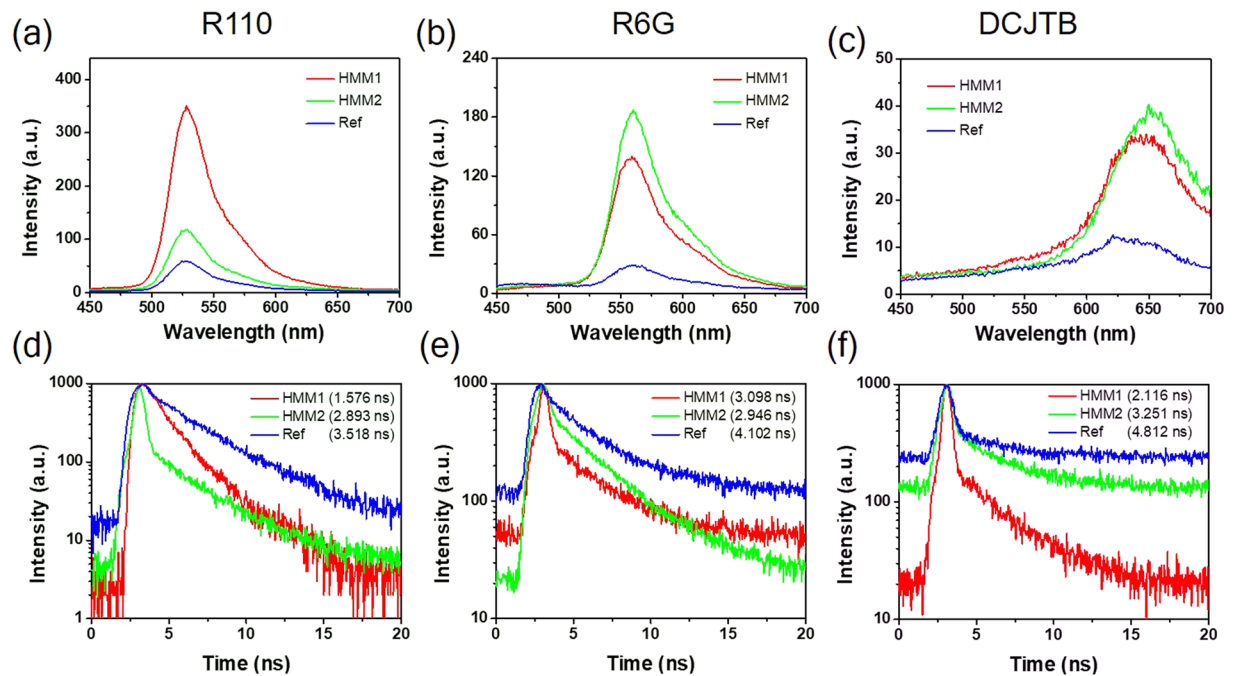 R110
R6G
DCJTB
(a)
(b)
(c)
Intensity (a.u.)
400
300
200
100
0
HMM1
HMM2
Ref
450 500 550 600 650 700
Wavelength (nm)
Intensity (a.u.)
240
180
120
60
0
HMM1
HMM2
Ref
450 500 550 600 650 700
Wavelength (nm)
Intensity (a.u.)
50
40
30
20
10
0
HMM1
HMM2
Ref
450 500 550 600 650 700
Wavelength (nm)
(d)
(e)
(f)
Intensity (a.u.)
1000
100
10
1
HMM1 (1.576 ns)
HMM2 (2.893 ns)
Ref (3.518 ns)
0 5 10 15 20
Time (ns)
Intensity (a.u.)
1000
100
10
HMM1 (3.098 ns)
HMM2 (2.946 ns)
Ref (4.102 ns)
0 5 10 15 20
Time (ns)
Intensity (a.u.)
1000
100
10
HMM1 (2.116 ns)
HMM2 (3.251 ns)
Ref (4.812 ns)
0 5 10 15 20
Time (ns)